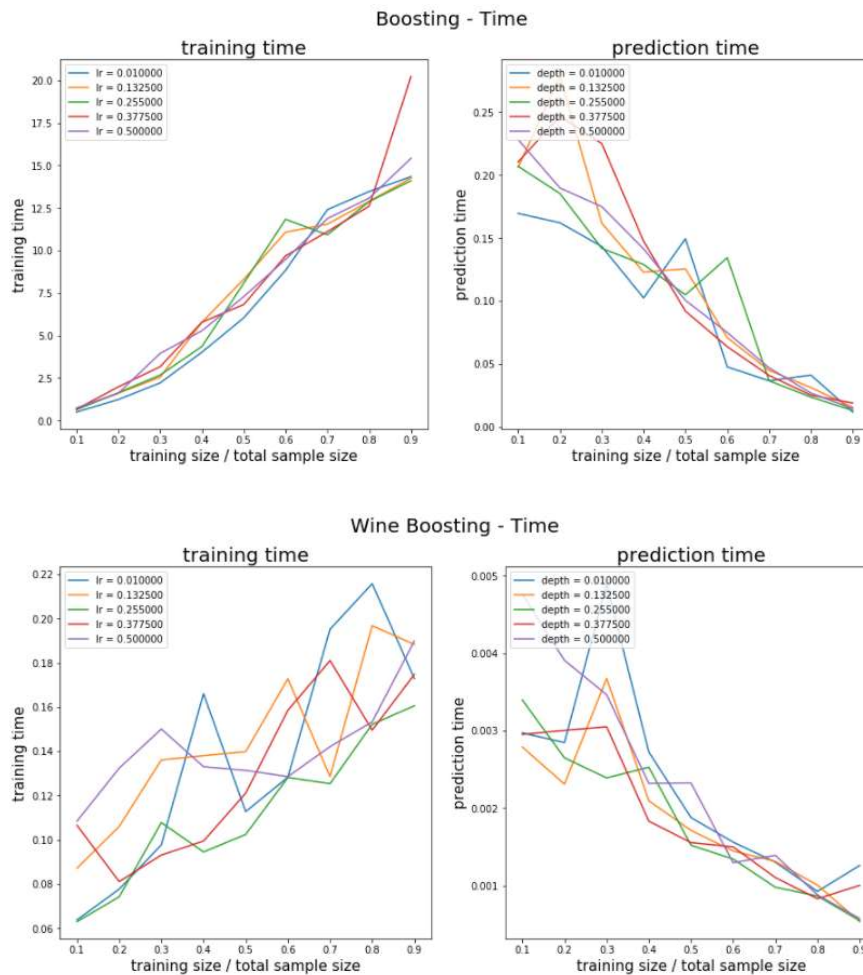 Boosting - Time
training time
prediction time
lr = 0.010000
lr = 0.132500
lr = 0.255000
lr = 0.377500
lr = 0.500000
training time
20.0
17.5
15.0
12.5
10.0
7.5
5.0
2.5
0.0
0.1 0.2 0.3 0.4 0.5 0.6 0.7 0.8 0.9
training size / total sample size
depth = 0.010000
depth = 0.132500
depth = 0.255000
depth = 0.377500
depth = 0.500000
prediction time
0.25
0.20
0.15
0.10
0.05
0.00
0.1 0.2 0.3 0.4 0.5 0.6 0.7 0.8 0.9
training size / total sample size
Wine Boosting - Time
training time
prediction time
lr = 0.010000
lr = 0.132500
lr = 0.255000
lr = 0.377500
lr = 0.500000
training time
0.22
0.20
0.18
0.16
0.14
0.12
0.10
0.08
0.06
0.1 0.2 0.3 0.4 0.5 0.6 0.7 0.8 0.9
training size / total sample size
depth = 0.010000
depth = 0.132500
depth = 0.255000
depth = 0.377500
depth = 0.500000
prediction time
0.005
0.004
0.003
0.002
0.001
0.1 0.2 0.3 0.4 0.5 0.6 0.7 0.8 0.9
training size / total sample size